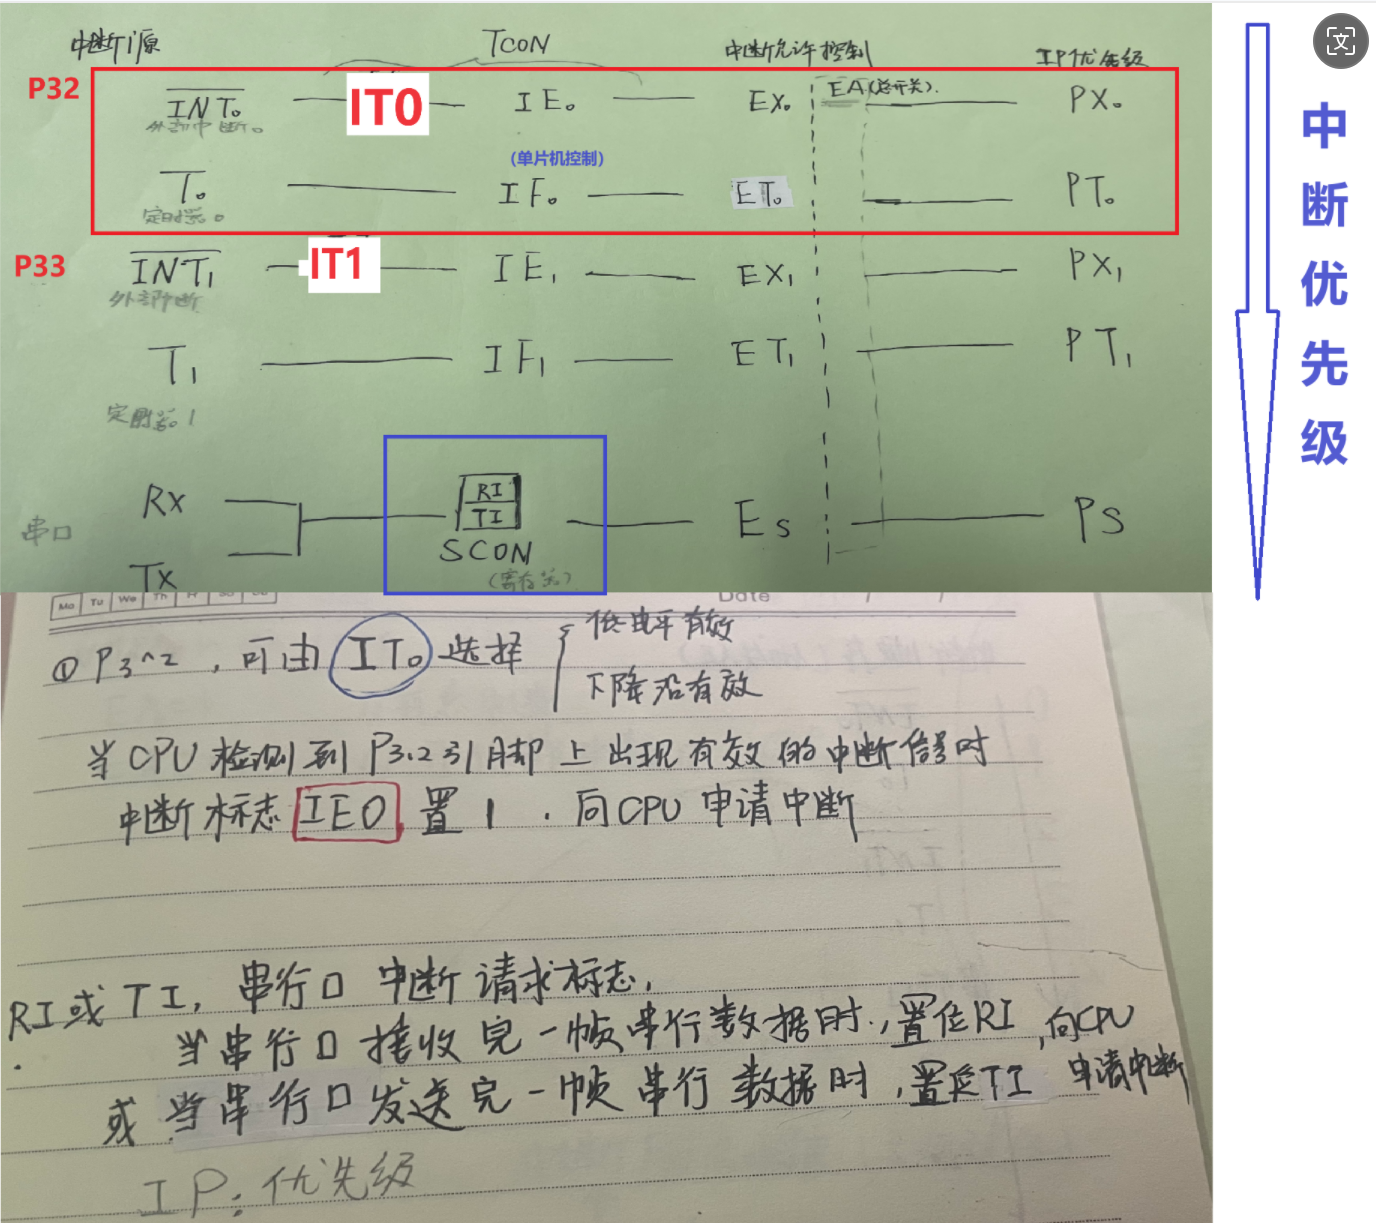 中断源
TCON
中断允许控制
IP优先级
P32
INT₀
IT0
IE₀
EX₀
EA(总开关).
PX₀
外部中断0
(单片机控制)
T₀
IF₀
ET₀
PT₀
定时器0
P33
INT₁
IT1
IE₁
EX₁
PX₁
外部中断1
T₁
IF₁
ET₁
PT₁
定时器1
串口
RX
TX
RI
TI
SCON
(寄存器)
ES
PS
中断优先级
Mo Tu We Th Fr Sa Su
Date
① P3^2，可由 IT₀ 选择
低电平有效
下降沿有效
当CPU检测到P3.2引脚上出现有效的中断信号时
中断标志 IE0 置1．向CPU申请中断
RI或TI，串行口中断请求标志．
当串行口接收完一帧串行数据时，置位RI，向CPU
申请中断
或当串行口发送完一帧串行数据时，置位TI
IP：优先级